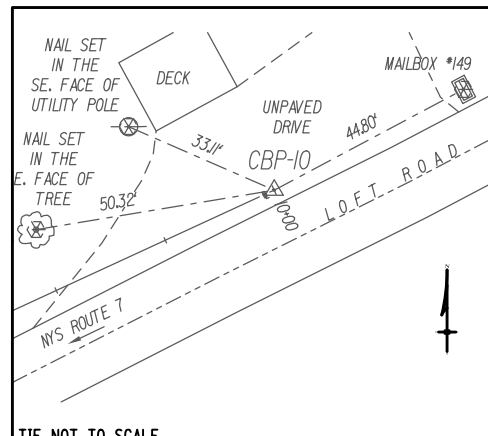 NAIL SET
IN THE
SE. FACE OF
UTILITY POLE
DECK
MAILBOX #149
UNPAVED
DRIVE
33.11'
44.80'
CBP-10
NAIL SET
IN THE
E. FACE OF
TREE
50.32'
0+00
LOFT ROAD
NYS ROUTE 7
N
TIE NOT TO SCALE